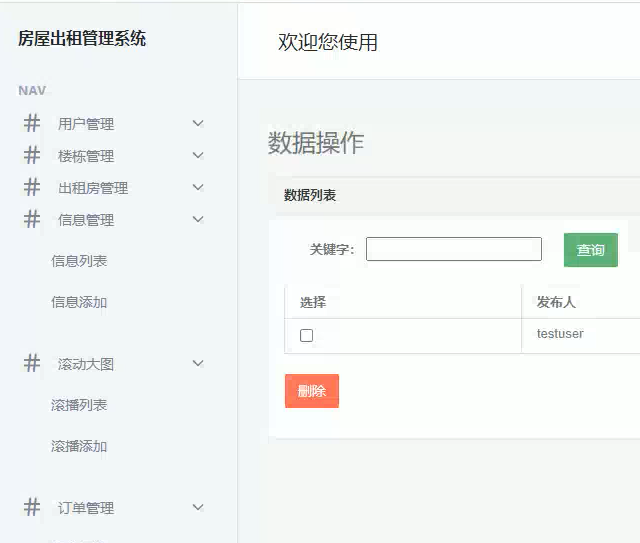 房屋出租管理系统
欢迎您使用
NAV
用户管理
楼栋管理
出租房管理
信息管理
信息列表
信息添加
滚动大图
滚播列表
滚播添加
订单管理
数据操作
数据列表
关键字：
查询
选择 发布人
testuser
删除